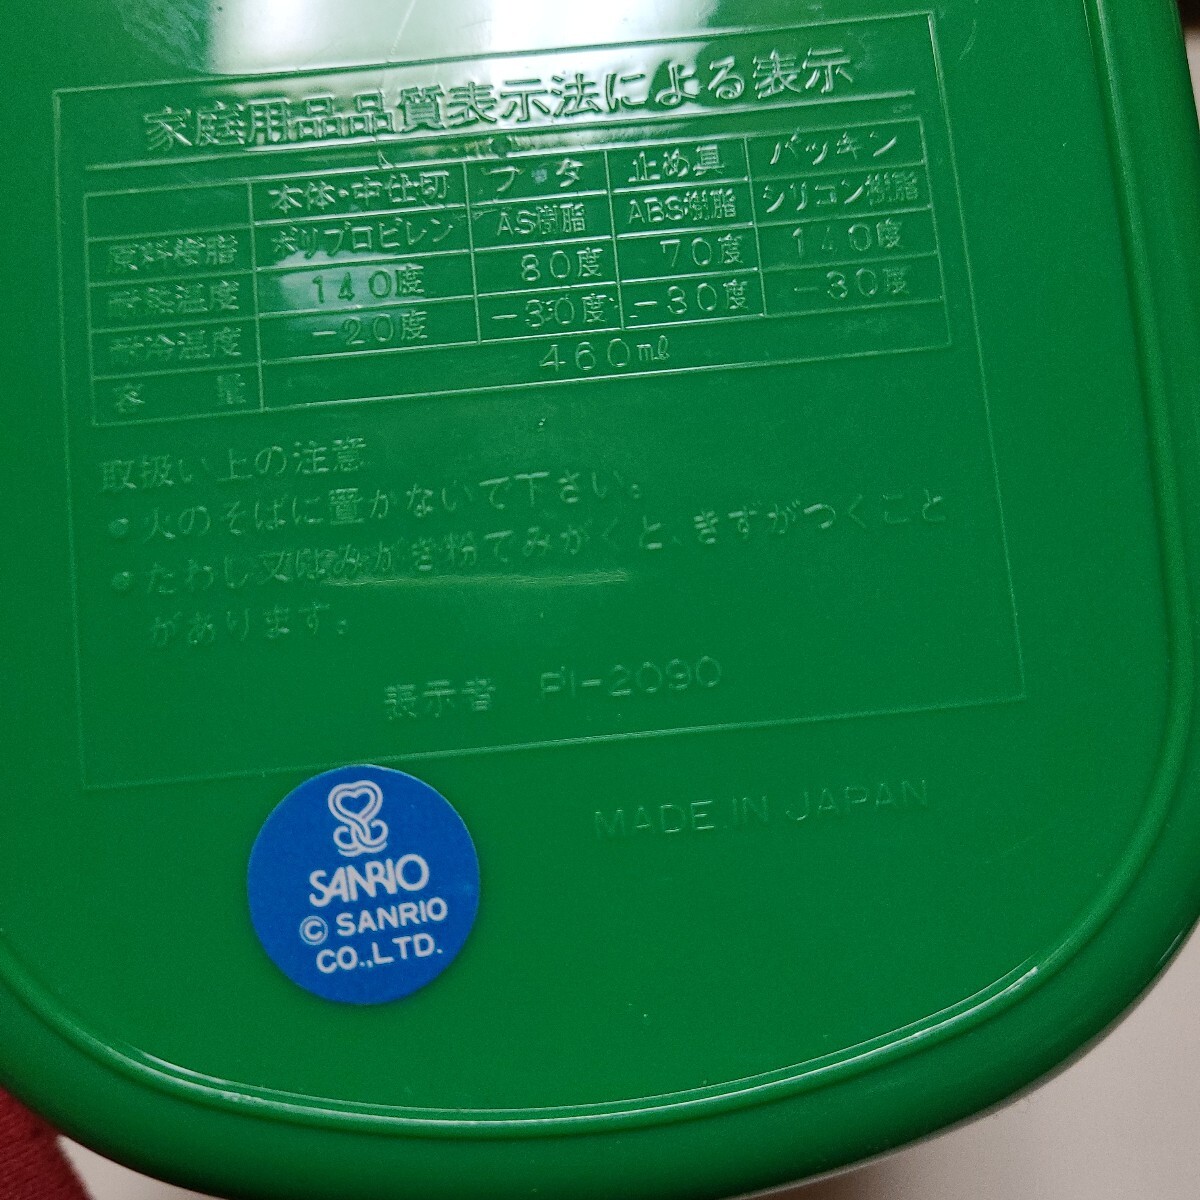 家庭用品品質表示法による表示
本体・中仕切 フタ 止め具 パッキン
原料樹脂 ポリプロピレン AS樹脂 ABS樹脂 シリコン樹脂
耐熱温度 140度 80度 70度 140度
耐冷温度 -20度 -30度 -30度 -30度
容量 460mℓ
取扱い上の注意
●火のそばに置かないで下さい。
●たわし又はみがき粉でみがくと、きずがつくこと
があります。
表示者 PI-2090
MADE IN JAPAN
SANRIO
© SANRIO
CO.,LTD.